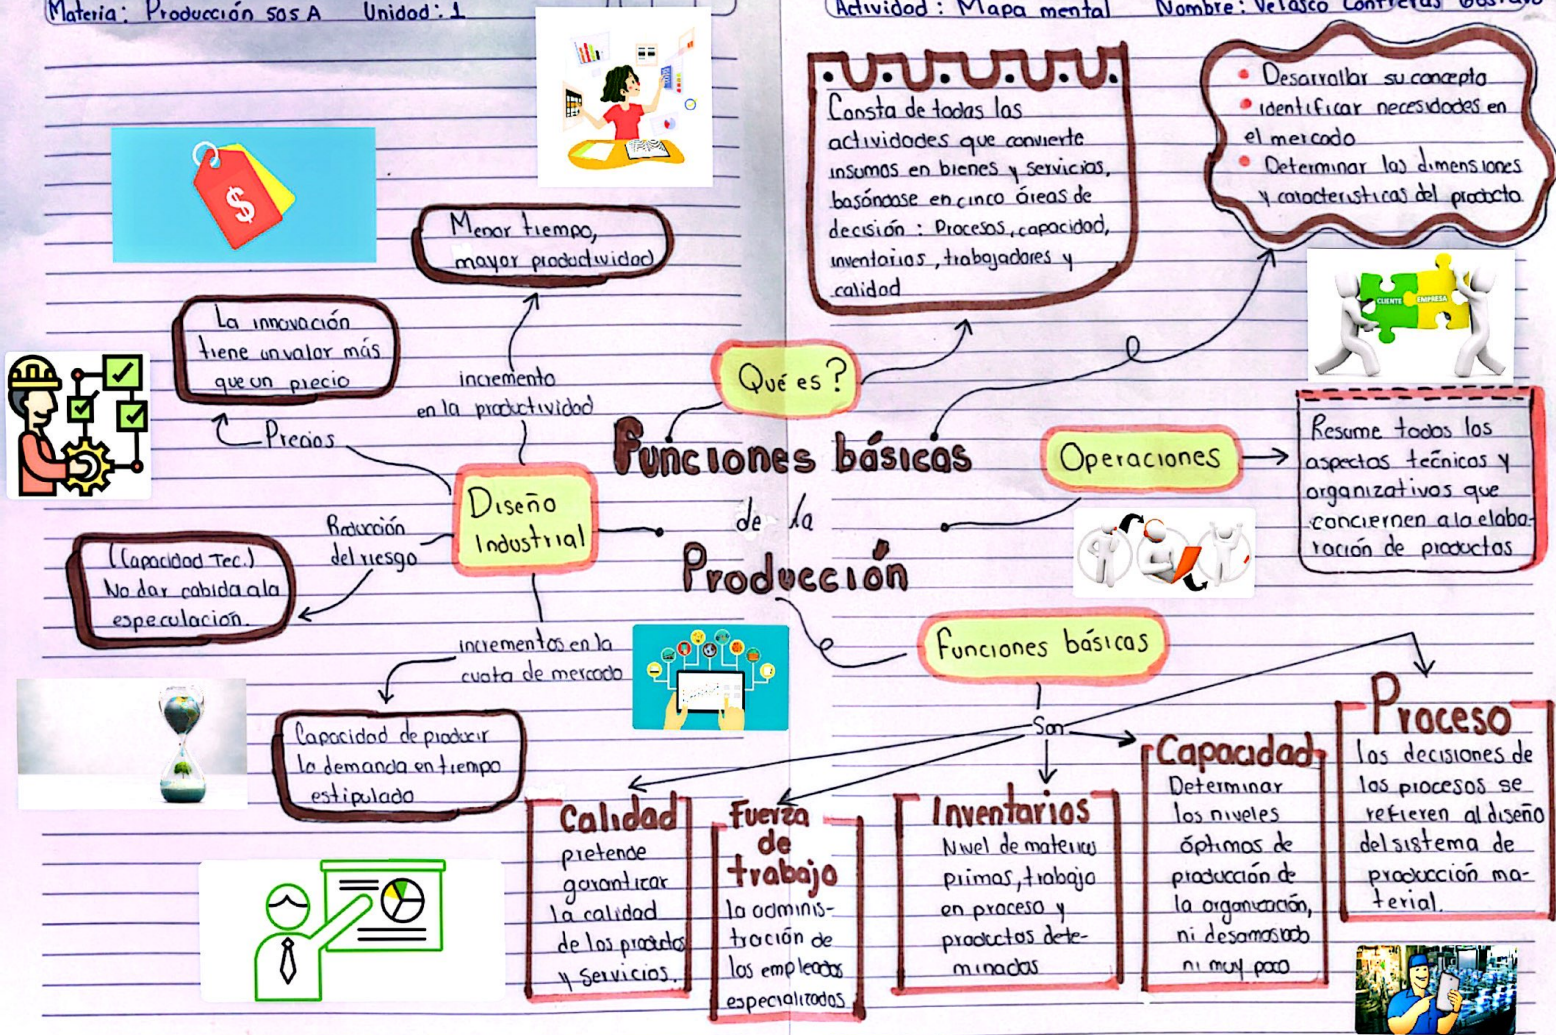 Materia: Producción SOS A Unidad: 1
Actividad: Mapa mental Nombre: Velasco Contreras Gustavo
Funciones básicas
de la
Producción
Qué es?
Consta de todas las
actividades que convierte
insumos en bienes y servicios,
basándose en cinco áreas de
decisión: Procesos, capacidad,
inventarios, trabajadores y
calidad
• Desarrollar su concepto
• identificar necesidades en
el mercado
• Determinar las dimensiones
y características del producto.
CLIENTE
EMPRESA
Operaciones
Resume todos los
aspectos técnicos y
organizativos que
conciernen a la elabo-
ración de productos
Diseño
Industrial
incremento
en la productividad
Menor tiempo,
mayor productividad
$
Precios
La innovación
tiene un valor más
que un precio
Reducción
del riesgo
(Capacidad Tec.)
No dar cabida a la
especulación.
incrementos en la
cuota de mercado
Capacidad de producir
la demanda en tiempo
estipulado
Funciones básicas
Son
Calidad
pretende
garantizar
la calidad
de los productos
y servicios.
Fuerza
de
trabajo
la adminis-
tración de
los empleados
especializados
Inventarios
Nivel de materias
primas, trabajo
en proceso y
productos dete-
minados
Capacidad
Determinar
los niveles
óptimos de
producción de
la organización,
ni desamosado
ni muy poco
Proceso
las decisiones de
los procesos se
refieren al diseño
del sistema de
producción ma-
terial.